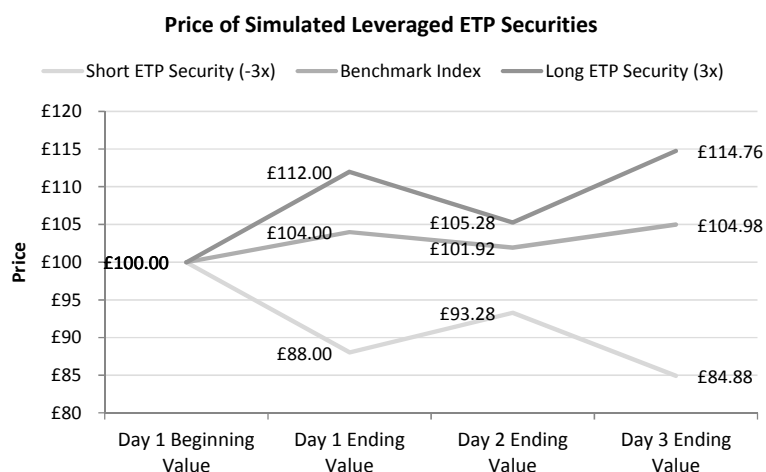 Price of Simulated Leveraged ETP Securities
Short ETP Security (-3x) Benchmark Index Long ETP Security (3x)
£120
£115
£110
£105
£100
£95
£90
£85
£80
Price
£100.00
£112.00
£104.00
£88.00
£105.28
£101.92
£93.28
£114.76
£104.98
£84.88
Day 1 Beginning
Value
Day 1 Ending
Value
Day 2 Ending
Value
Day 3 Ending
Value